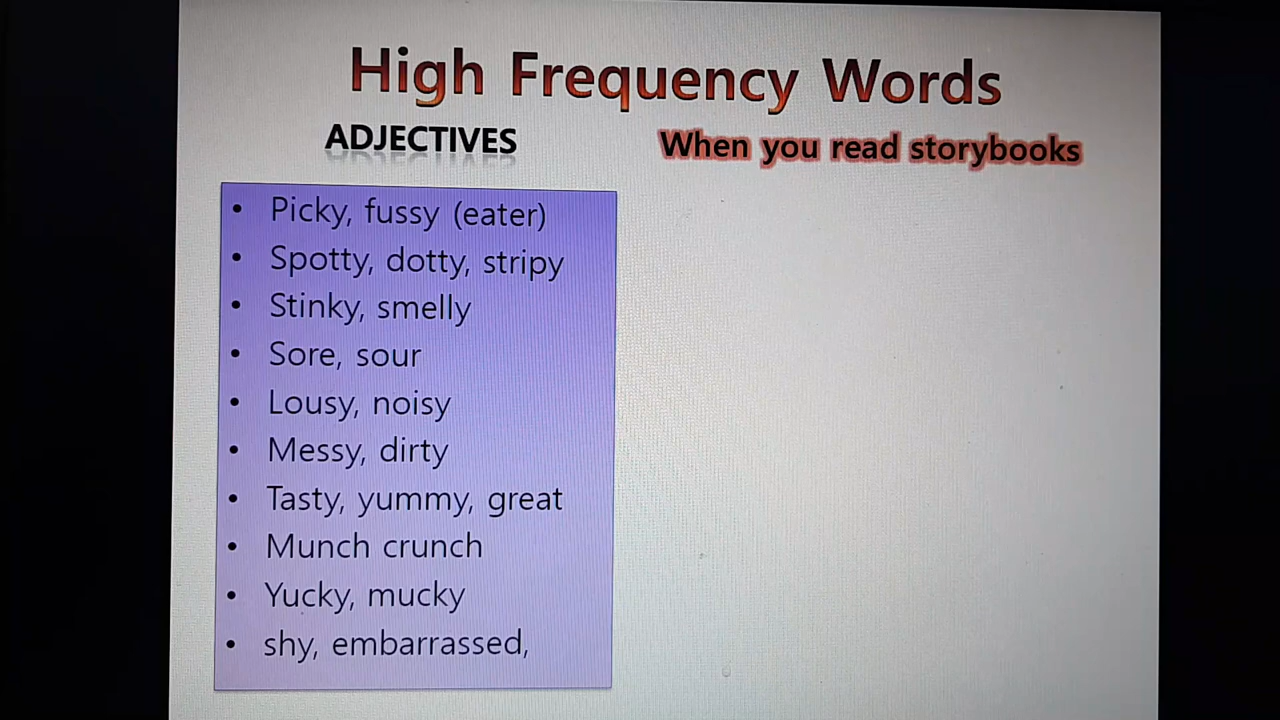 High Frequency Words
ADJECTIVES
When you read storybooks
• Picky, fussy (eater)
• Spotty, dotty, stripy
• Stinky, smelly
• Sore, sour
• Lousy, noisy
• Messy, dirty
• Tasty, yummy, great
• Munch crunch
• Yucky, mucky
• shy, embarrassed,